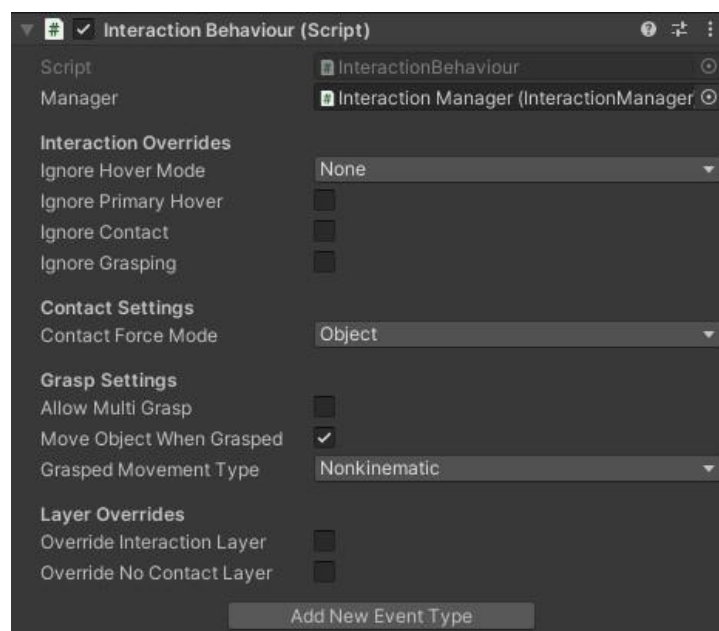 # Interaction Behaviour (Script)
Script # InteractionBehaviour
Manager # Interaction Manager (InteractionManager
Interaction Overrides
Ignore Hover Mode None
Ignore Primary Hover
Ignore Contact
Ignore Grasping
Contact Settings
Contact Force Mode Object
Grasp Settings
Allow Multi Grasp
Move Object When Grasped
Grasped Movement Type Nonkinematic
Layer Overrides
Override Interaction Layer
Override No Contact Layer
Add New Event Type